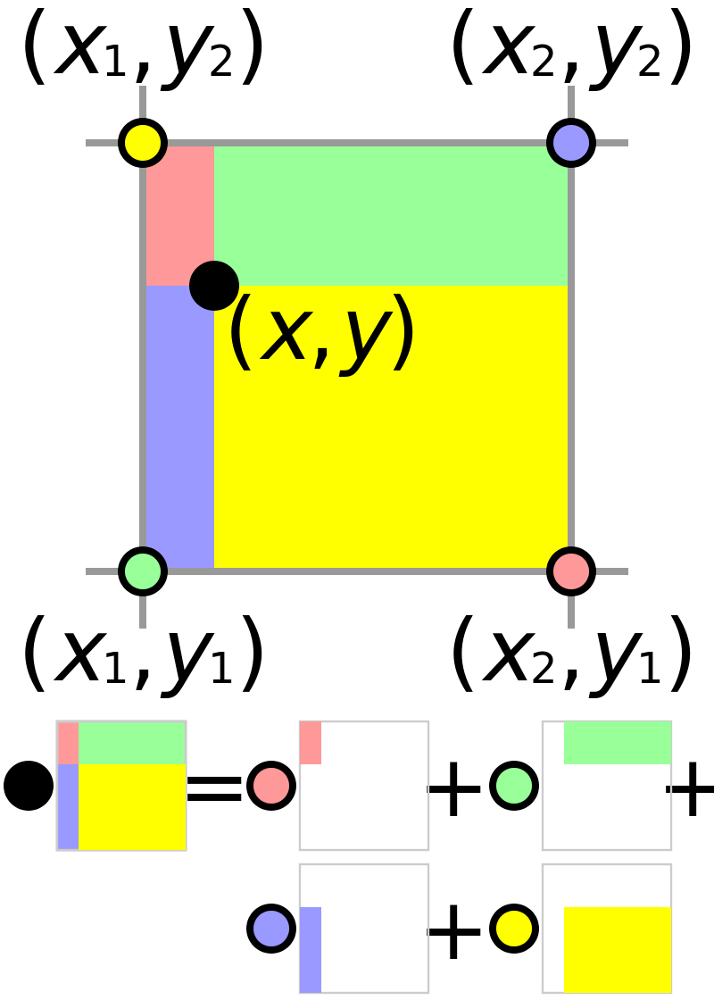 (x₁,y₂) (x₂,y₂)
(x,y)
(x₁,y₁) (x₂,y₁)
= + +
+